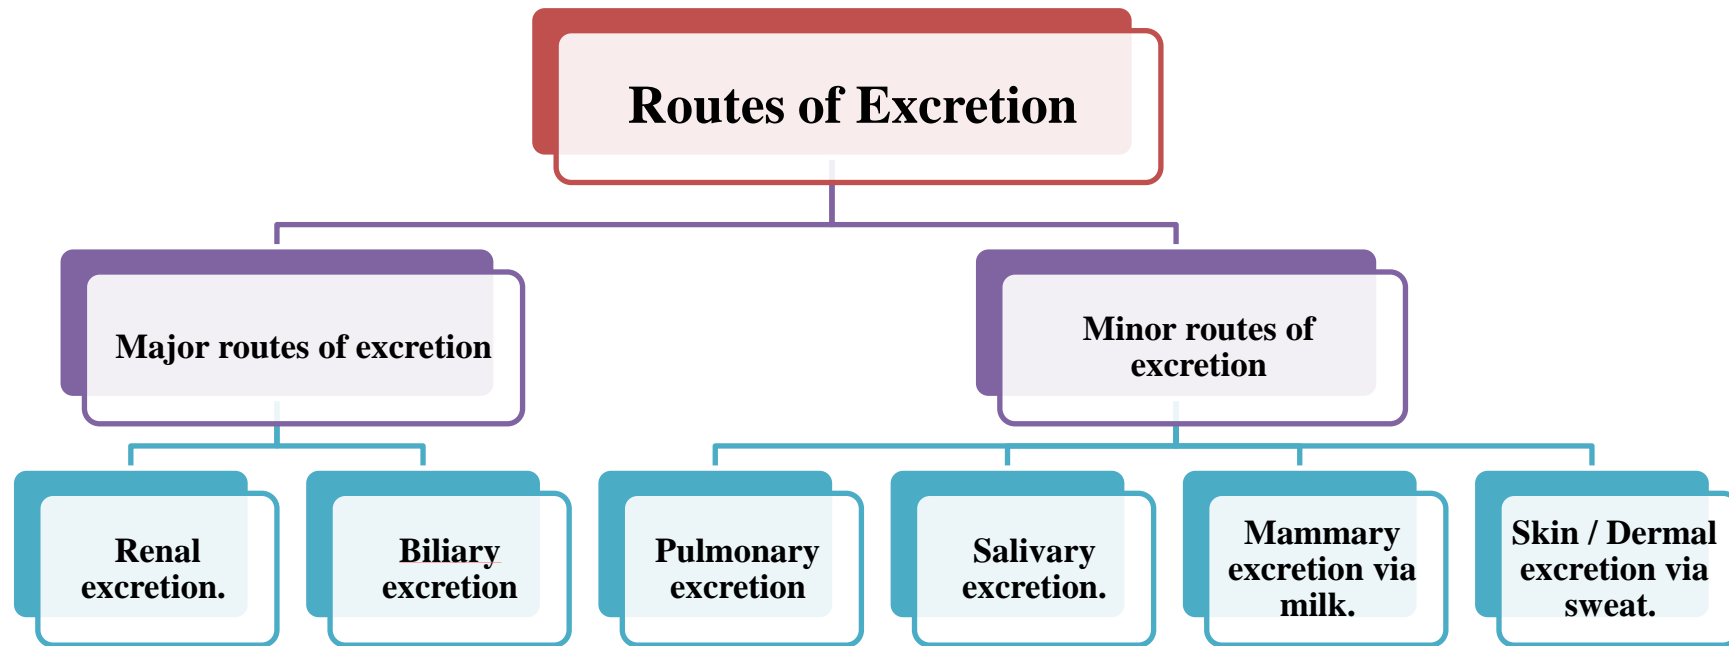 Routes of Excretion
Major routes of excretion
Minor routes of
excretion
Renal
excretion.
Biliary
excretion
Pulmonary
excretion
Salivary
excretion.
Mammary
excretion via
milk.
Skin / Dermal
excretion via
sweat.